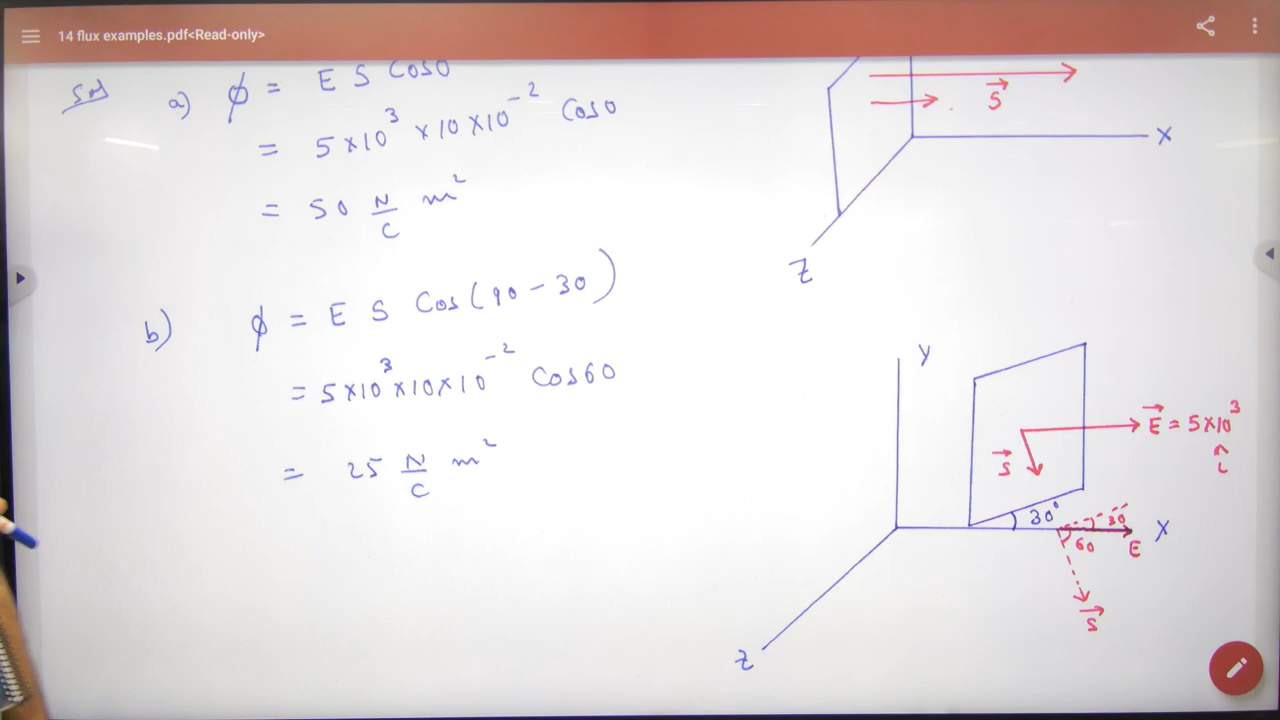 14 flux examples.pdf<Read-only>
Soln
a) ϕ = E S Cos0
= 5×10³ ×10×10⁻² Cos0
= 50 N/C m²
b) ϕ = E S Cos(90-30)
= 5×10³×10×10⁻² Cos60
= 25 N/C m²
S⃗
X
Z
Y
E⃗ = 5×10³
î
S⃗
30°
30
X
60
E
S⃗
Z